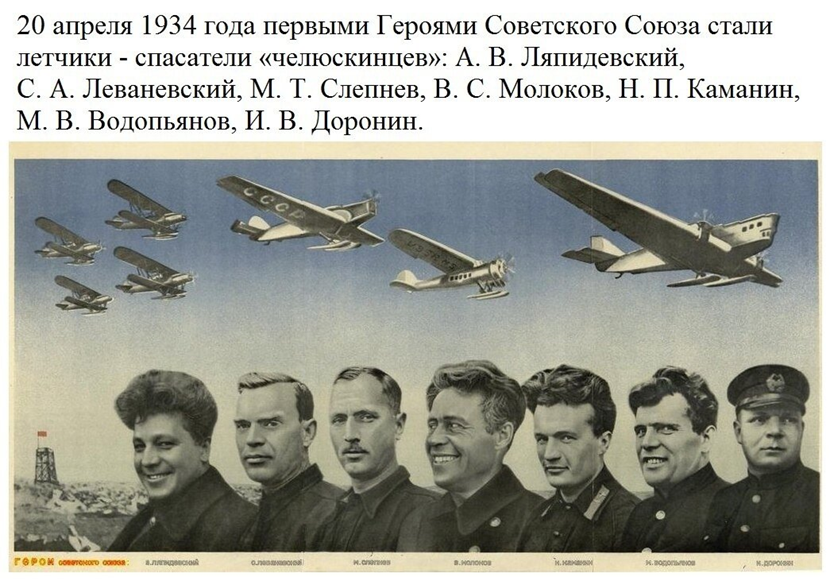 20 апреля 1934 года первыми Героями Советского Союза стали
летчики - спасатели «челюскинцев»: А. В. Ляпидевский,
С. А. Леваневский, М. Т. Слепнев, В. С. Молоков, Н. П. Каманин,
М. В. Водопьянов, И. В. Доронин.
СССР
ГЕРОИ СОВЕТСКОГО СОЮЗА: А.ЛЯПИДЕВСКИЙ С.ЛЕВАНЕВСКИЙ М.СЛЕПНЕВ В.МОЛОКОВ Н.КАМАНИН М.ВОДОПЬЯНОВ И.ДОРОНИН